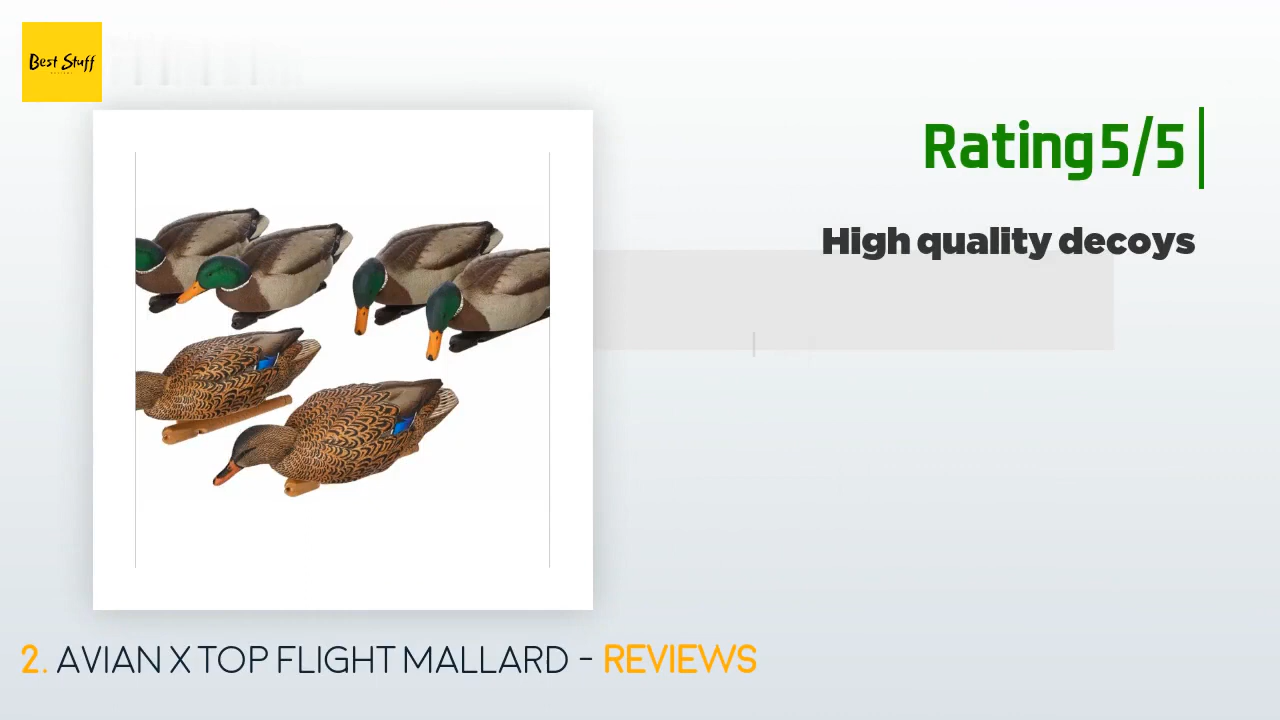 Best Stuff
Rating 5/5
High quality decoys
2. AVIAN X TOP FLIGHT MALLARD - REVIEWS